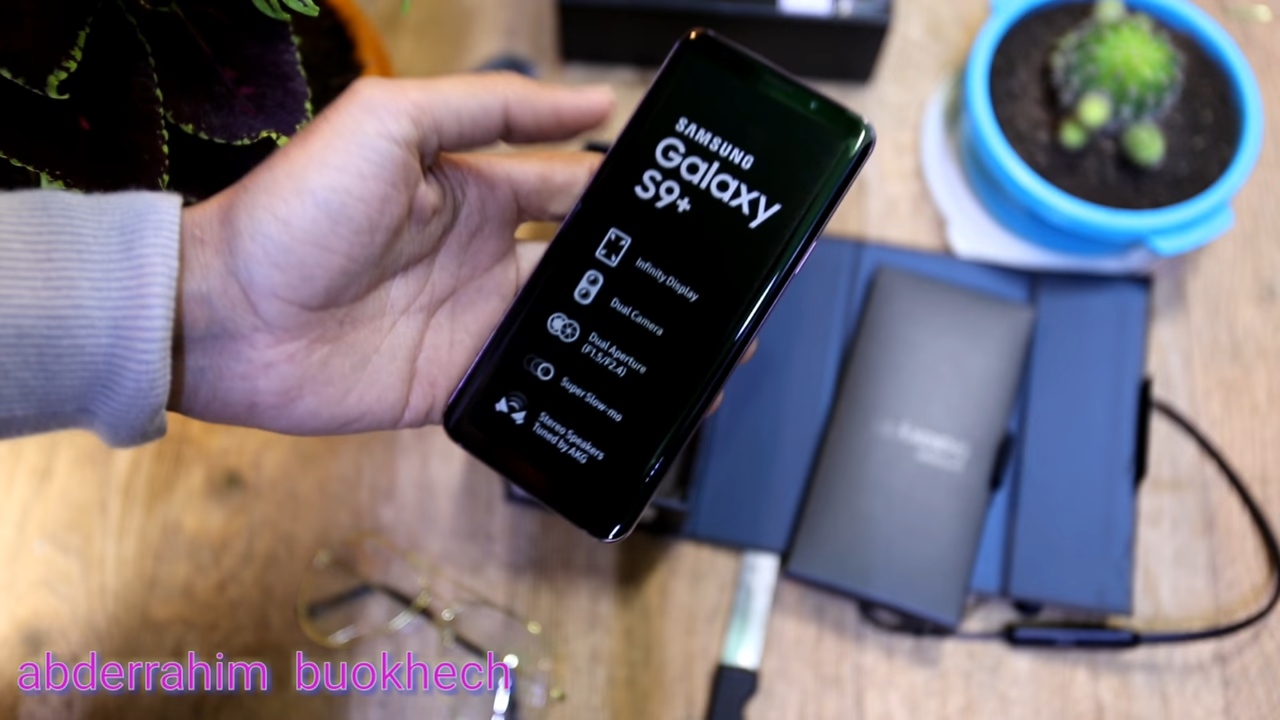 SAMSUNG
Galaxy
S9+
Infinity Display
Dual Camera
Dual Aperture
(F1.5/F2.4)
Super Slow-mo
Stereo Speakers
Tuned by AKG
abderrahim buokhech